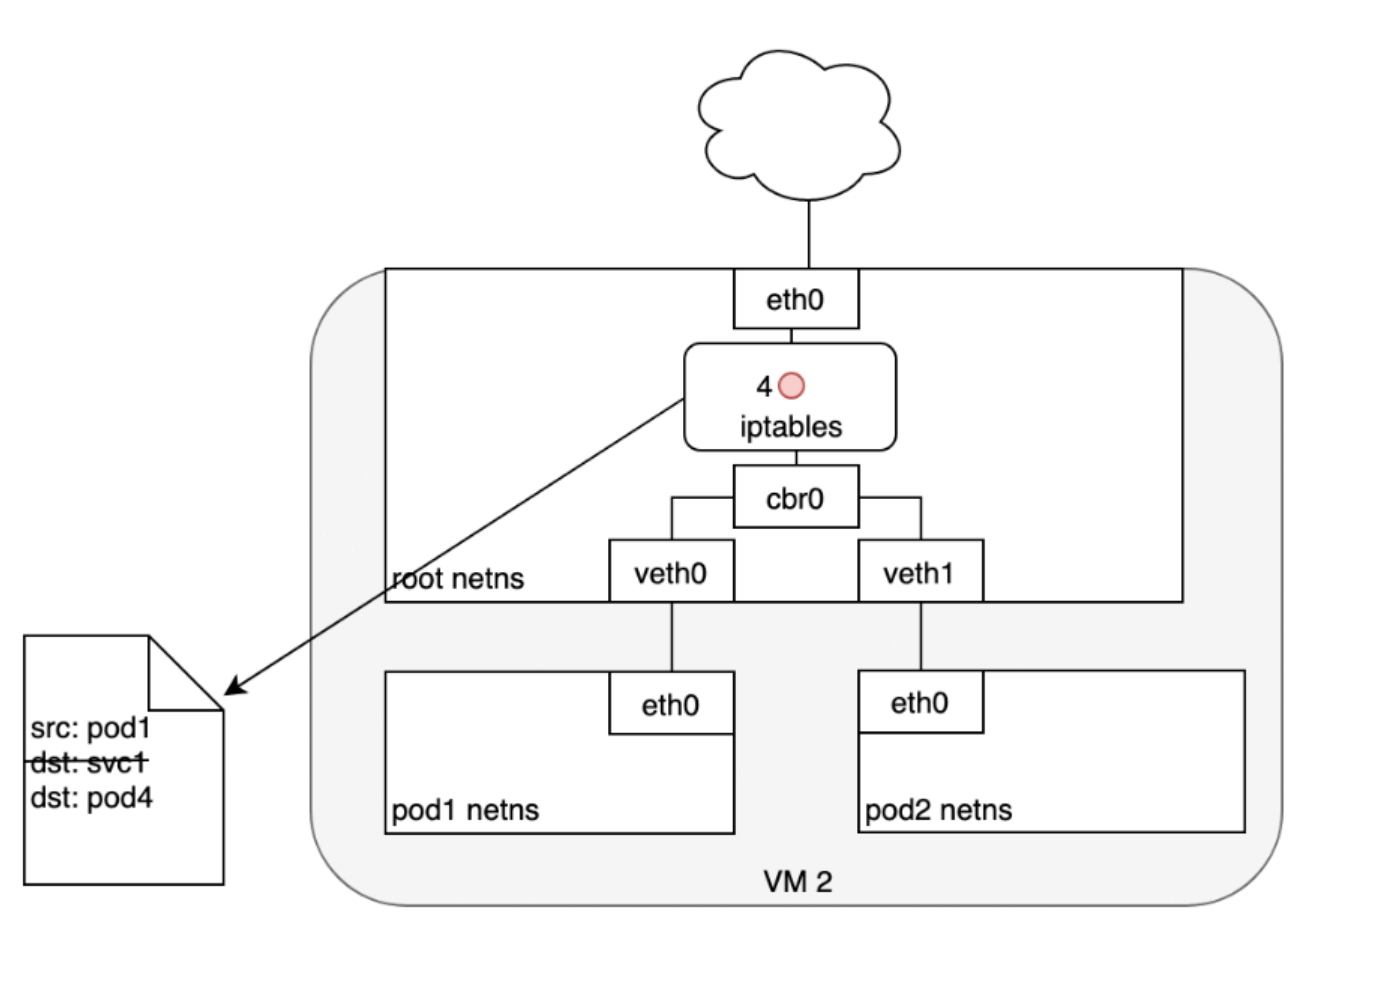 eth0
4
iptables
cbr0
veth0
veth1
root netns
eth0
eth0
src: pod1
dst: svc1
dst: pod4
pod1 netns
pod2 netns
VM 2